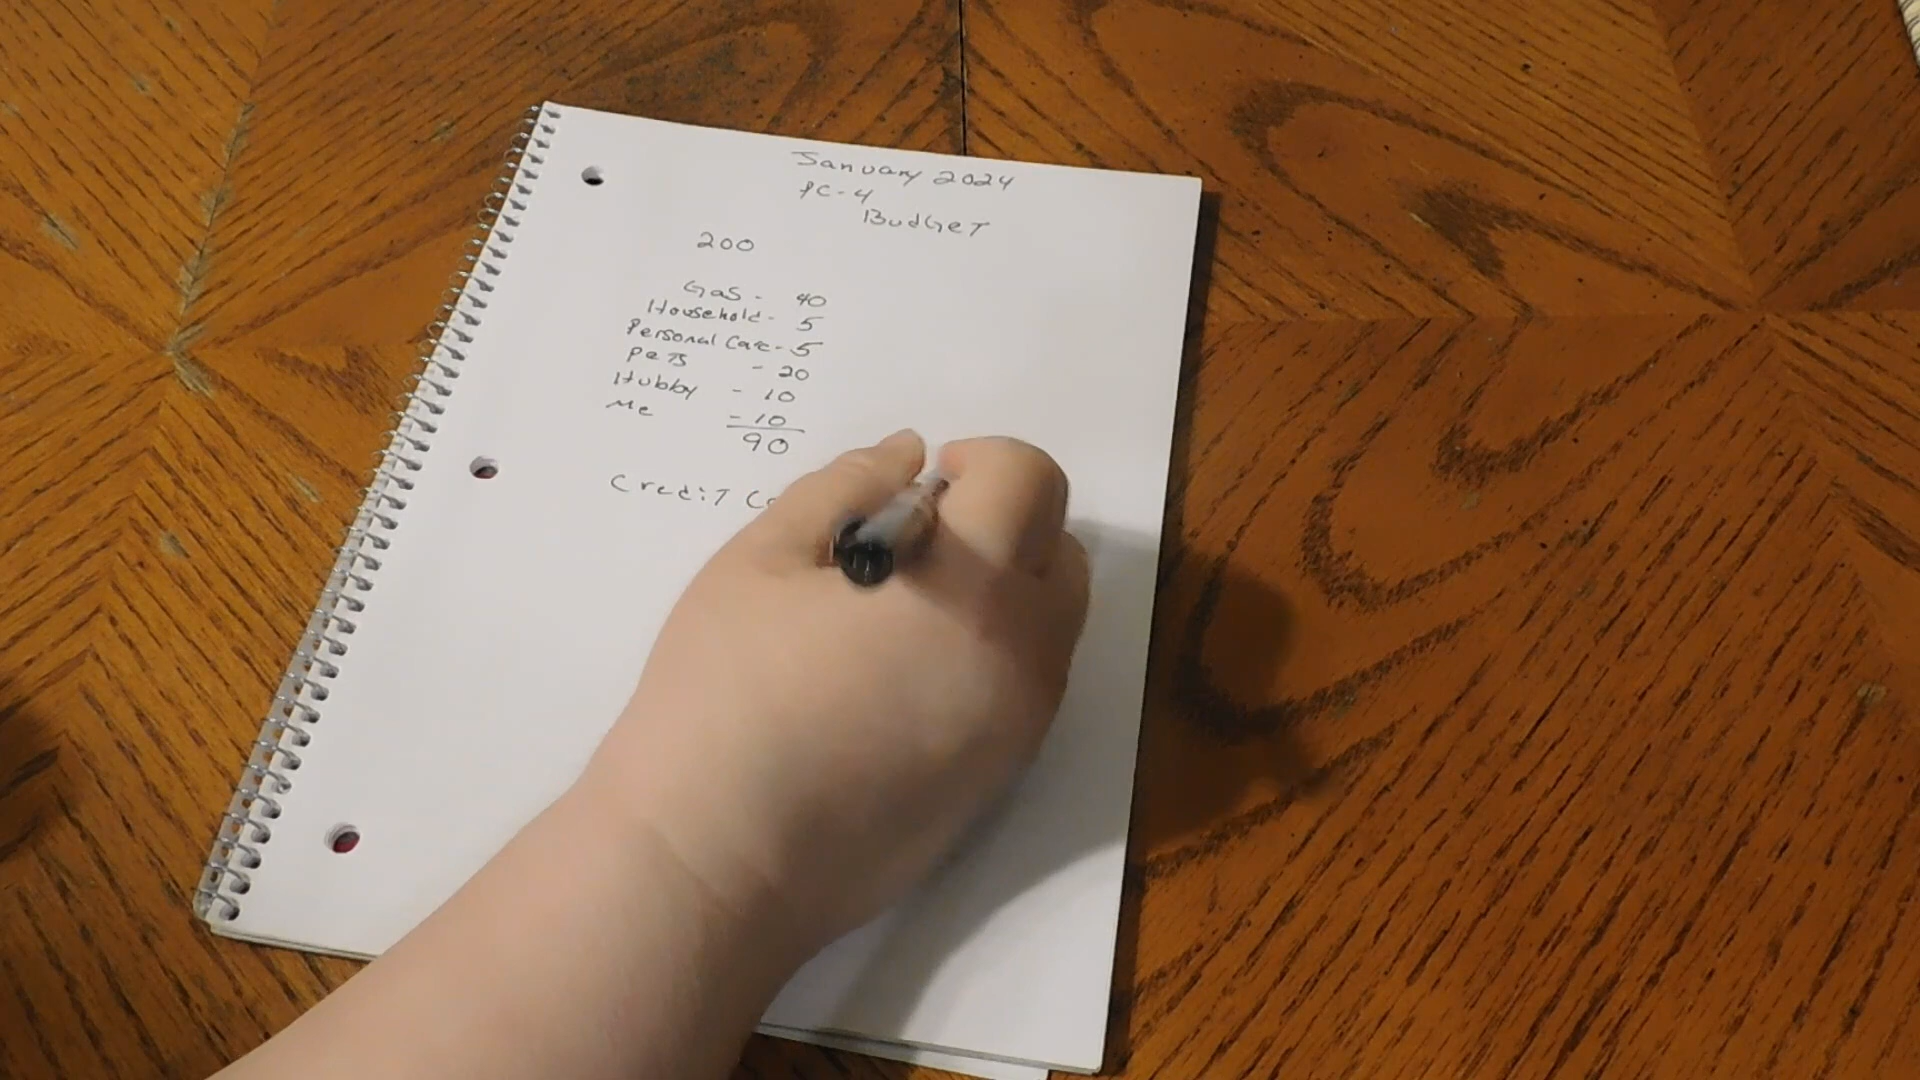 January 2024
PC-4
Budget
200
Gas - 40
Household - 5
Personal Care - 5
Pets - 20
Hubby - 10
Me - 10
90
Credit